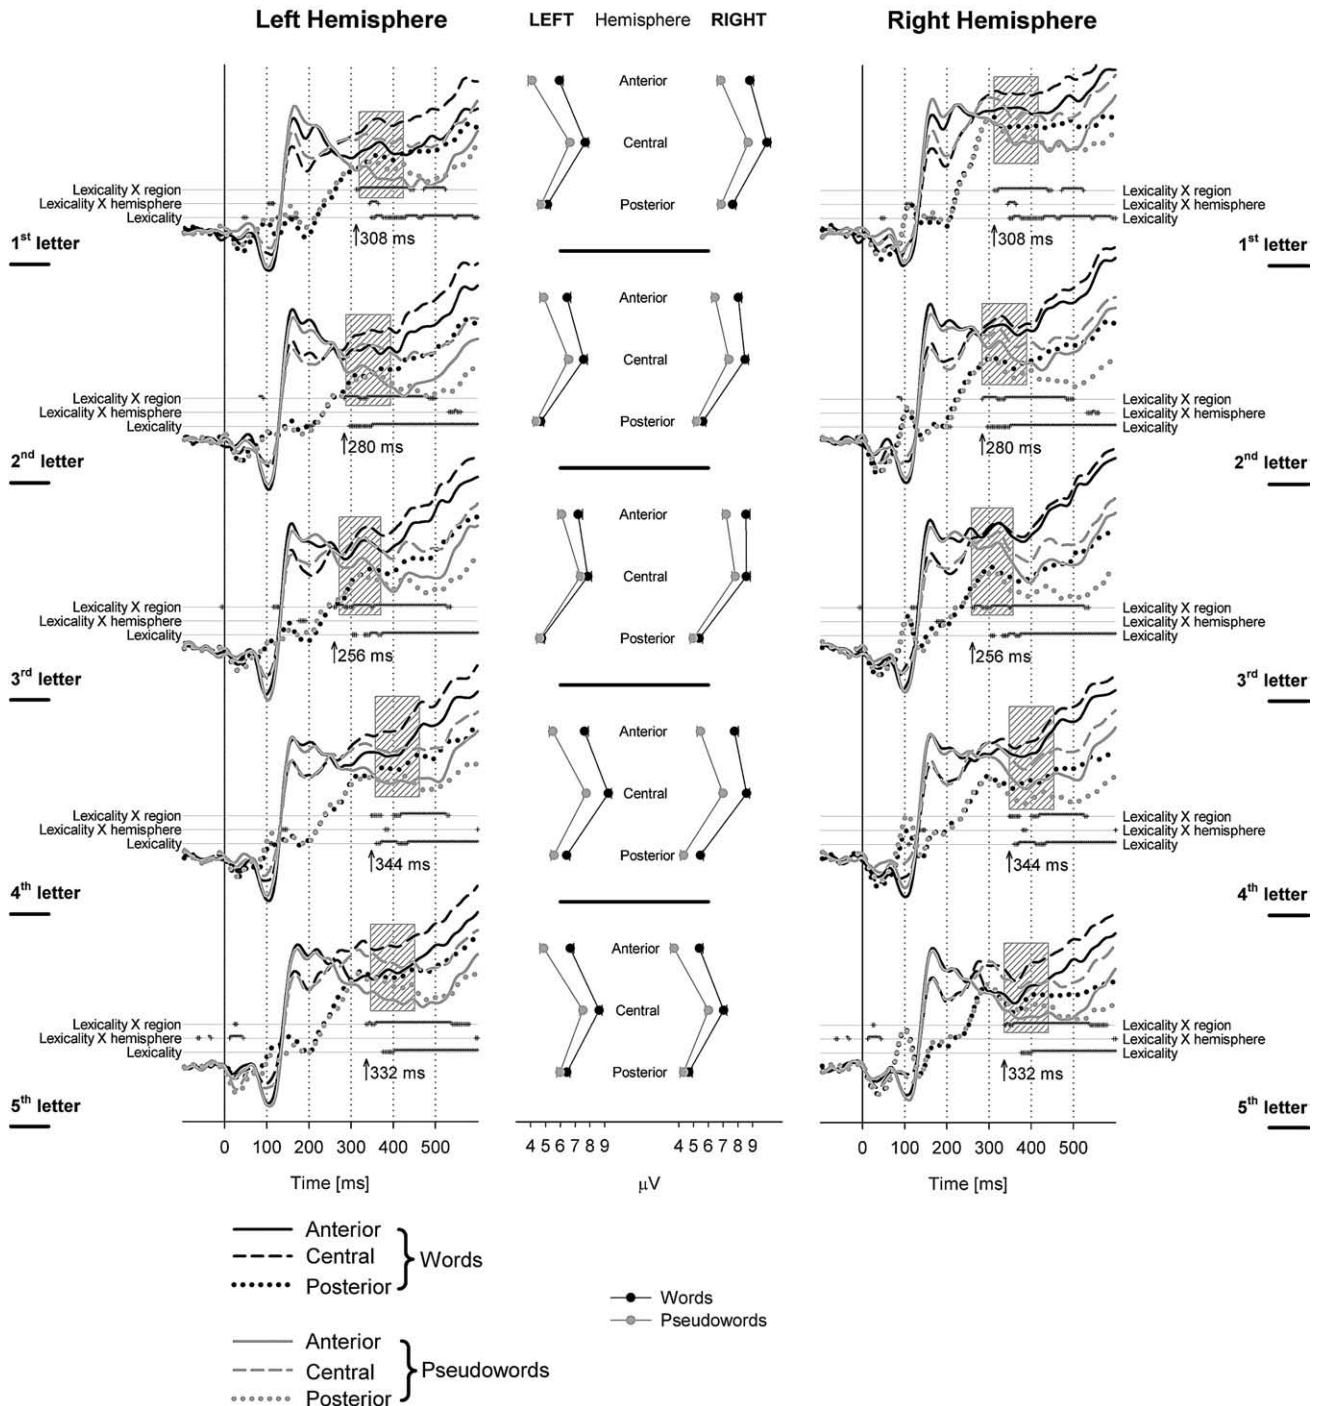 Left Hemisphere
LEFT Hemisphere RIGHT
Right Hemisphere
Anterior
Central
Posterior
Lexicality X region
Lexicality X hemisphere
Lexicality
308 ms
1st letter
Lexicality X region
Lexicality X hemisphere
Lexicality
308 ms
1st letter
Anterior
Central
Posterior
Lexicality X region
Lexicality X hemisphere
Lexicality
280 ms
2nd letter
Lexicality X region
Lexicality X hemisphere
Lexicality
280 ms
2nd letter
Anterior
Central
Posterior
Lexicality X region
Lexicality X hemisphere
Lexicality
256 ms
3rd letter
Lexicality X region
Lexicality X hemisphere
Lexicality
256 ms
3rd letter
Anterior
Central
Posterior
Lexicality X region
Lexicality X hemisphere
Lexicality
344 ms
4th letter
Lexicality X region
Lexicality X hemisphere
Lexicality
344 ms
4th letter
Anterior
Central
Posterior
Lexicality X region
Lexicality X hemisphere
Lexicality
332 ms
5th letter
Lexicality X region
Lexicality X hemisphere
Lexicality
332 ms
5th letter
0 100 200 300 400 500
Time [ms]
4 5 6 7 8 9 4 5 6 7 8 9
µV
0 100 200 300 400 500
Time [ms]
Anterior
Central
Posterior
Words
Anterior
Central
Posterior
Pseudowords
Words
Pseudowords